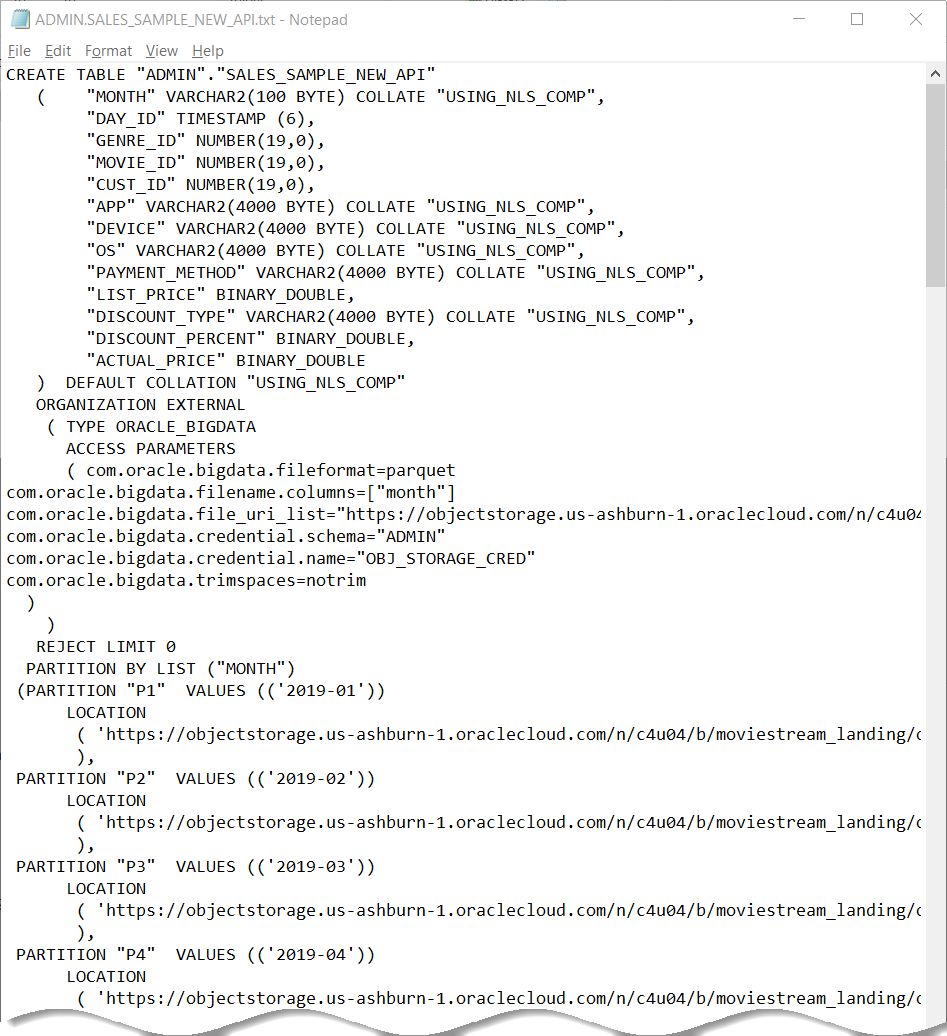 ADMIN.SALES_SAMPLE_NEW_API.txt - Notepad
File Edit Format View Help
CREATE TABLE "ADMIN"."SALES_SAMPLE_NEW_API"
( "MONTH" VARCHAR2(100 BYTE) COLLATE "USING_NLS_COMP",
"DAY_ID" TIMESTAMP (6),
"GENRE_ID" NUMBER(19,0),
"MOVIE_ID" NUMBER(19,0),
"CUST_ID" NUMBER(19,0),
"APP" VARCHAR2(4000 BYTE) COLLATE "USING_NLS_COMP",
"DEVICE" VARCHAR2(4000 BYTE) COLLATE "USING_NLS_COMP",
"OS" VARCHAR2(4000 BYTE) COLLATE "USING_NLS_COMP",
"PAYMENT_METHOD" VARCHAR2(4000 BYTE) COLLATE "USING_NLS_COMP",
"LIST_PRICE" BINARY_DOUBLE,
"DISCOUNT_TYPE" VARCHAR2(4000 BYTE) COLLATE "USING_NLS_COMP",
"DISCOUNT_PERCENT" BINARY_DOUBLE,
"ACTUAL_PRICE" BINARY_DOUBLE
) DEFAULT COLLATION "USING_NLS_COMP"
ORGANIZATION EXTERNAL
( TYPE ORACLE_BIGDATA
ACCESS PARAMETERS
( com.oracle.bigdata.fileformat=parquet
com.oracle.bigdata.filename.columns=["month"]
com.oracle.bigdata.file_uri_list="https://objectstorage.us-ashburn-1.oraclecloud.com/n/c4u04
com.oracle.bigdata.credential.schema="ADMIN"
com.oracle.bigdata.credential.name="OBJ_STORAGE_CRED"
com.oracle.bigdata.trimspaces=notrim
)
)
REJECT LIMIT 0
PARTITION BY LIST ("MONTH")
(PARTITION "P1" VALUES (('2019-01'))
LOCATION
( 'https://objectstorage.us-ashburn-1.oraclecloud.com/n/c4u04/b/moviestream_landing/
),
PARTITION "P2" VALUES (('2019-02'))
LOCATION
( 'https://objectstorage.us-ashburn-1.oraclecloud.com/n/c4u04/b/moviestream_landing/
),
PARTITION "P3" VALUES (('2019-03'))
LOCATION
( 'https://objectstorage.us-ashburn-1.oraclecloud.com/n/c4u04/b/moviestream_landing/
),
PARTITION "P4" VALUES (('2019-04'))
LOCATION
( 'https://objectstorage.us-ashburn-1.oraclecloud.com/n/c4u04/b/moviestream_landing/